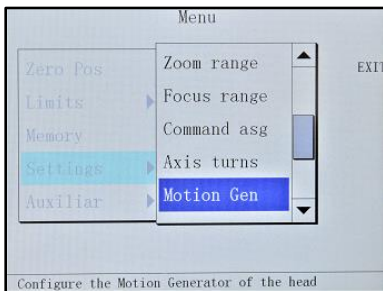 Menu
Zero Pos
Limits
Memory
Settings
Auxiliar
Zoom range
Focus range
Command asg
Axis turns
Motion Gen
EXIT
Configure the Motion Generator of the head